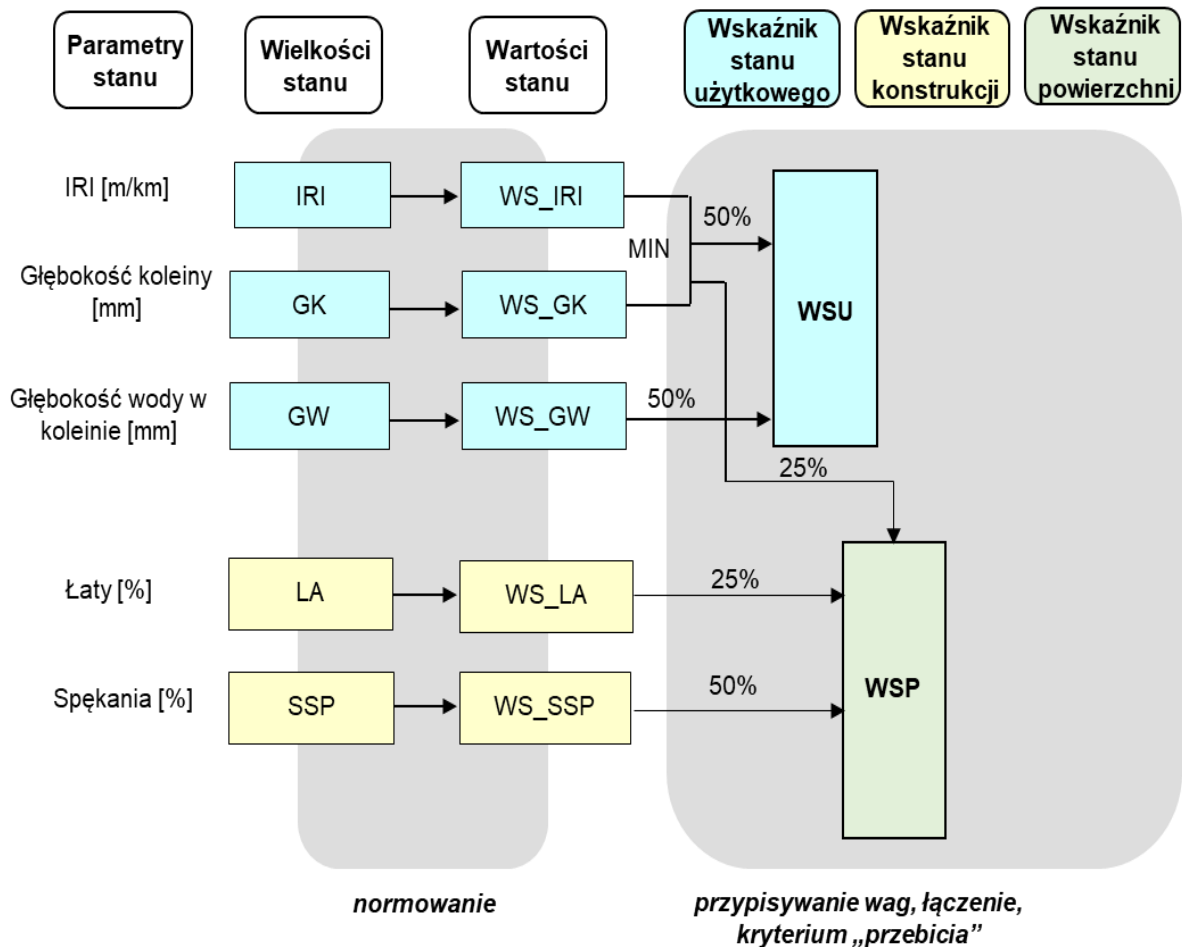 Parametry
stanu
Wielkości
stanu
Wartości
stanu
Wskaźnik
stanu
użytkowego
Wskaźnik
stanu
konstrukcji
Wskaźnik
stanu
powierzchni
IRI [m/km]
IRI
WS_IRI
50%
MIN
Głębokość koleiny
[mm]
GK
WS_GK
WSU
Głębokość wody w
koleinie [mm]
GW
WS_GW
50%
25%
Łaty [%]
LA
WS_LA
25%
Spękania [%]
SSP
WS_SSP
50%
WSP
normowanie
przypisywanie wag, łączenie,
kryterium „przebicia”